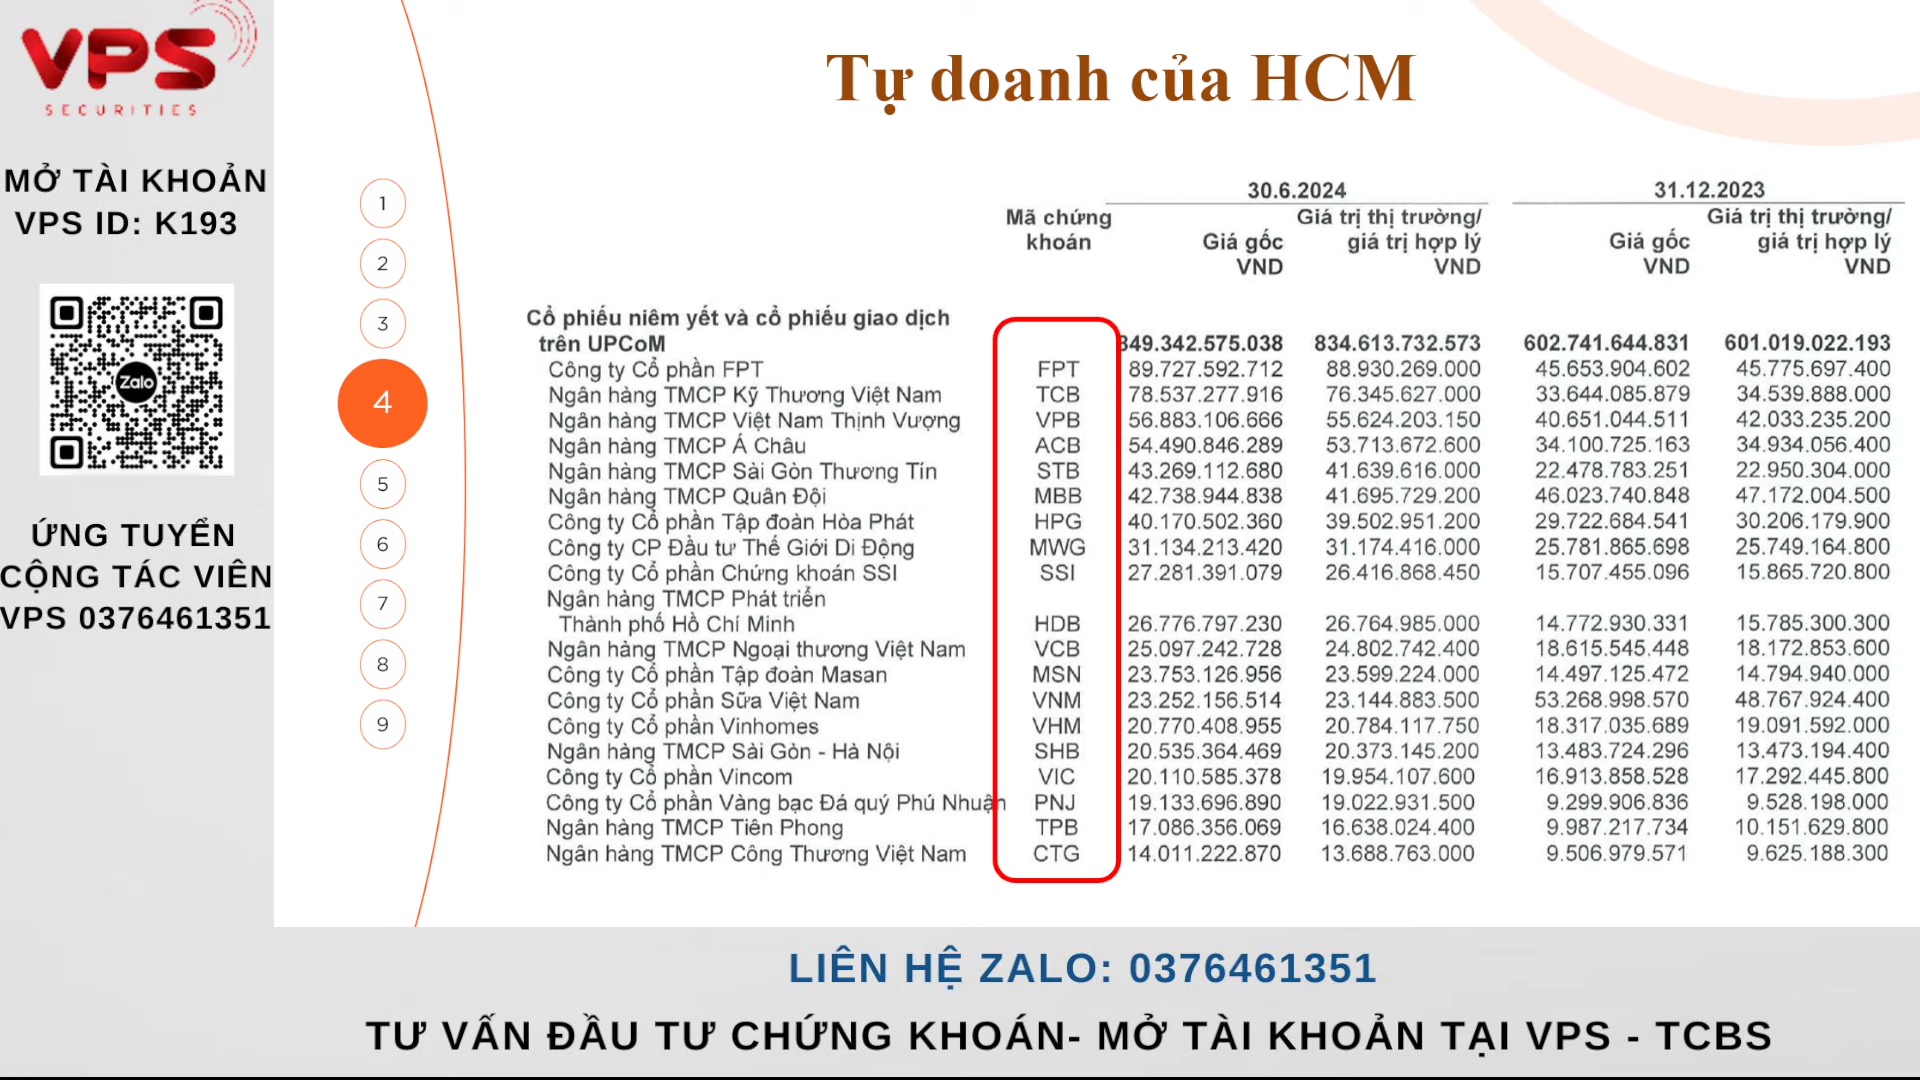 VPS
SECURITIES
MỞ TÀI KHOẢN
VPS ID: K193
Zalo
ỨNG TUYỂN
CỘNG TÁC VIÊN
VPS 0376461351
1
2
3
4
5
6
7
8
9
Tự doanh của HCM
30.6.2024 31.12.2023
Mã chứng Giá trị thị trường/ Giá trị thị trường/
khoán Giá gốc giá trị hợp lý Giá gốc giá trị hợp lý
VND VND VND VND
Cổ phiếu niêm yết và cổ phiếu giao dịch
trên UPCoM 849.342.575.038 834.613.732.573 602.741.644.831 601.019.022.193
Công ty Cổ phần FPT FPT 89.727.592.712 88.930.269.000 45.653.904.602 45.775.697.400
Ngân hàng TMCP Kỹ Thương Việt Nam TCB 78.537.277.916 76.345.627.000 33.644.085.879 34.539.888.000
Ngân hàng TMCP Việt Nam Thịnh Vượng VPB 56.883.106.666 55.624.203.150 40.651.044.511 42.033.235.200
Ngân hàng TMCP Á Châu ACB 54.490.846.289 53.713.672.600 34.100.725.163 34.934.056.400
Ngân hàng TMCP Sài Gòn Thương Tín STB 43.269.112.680 41.639.616.000 22.478.783.251 22.950.304.000
Ngân hàng TMCP Quân Đội MBB 42.738.944.838 41.695.729.200 46.023.740.848 47.172.004.500
Công ty Cổ phần Tập đoàn Hòa Phát HPG 40.170.502.360 39.502.951.200 29.722.684.541 30.206.179.900
Công ty CP Đầu tư Thế Giới Di Động MWG 31.134.213.420 31.174.416.000 25.781.865.698 25.749.164.800
Công ty Cổ phần Chứng khoán SSI SSI 27.281.391.079 26.416.868.450 15.707.455.096 15.865.720.800
Ngân hàng TMCP Phát triển
Thành phố Hồ Chí Minh HDB 26.776.797.230 26.764.985.000 14.772.930.331 15.785.300.300
Ngân hàng TMCP Ngoại thương Việt Nam VCB 25.097.242.728 24.802.742.400 18.615.545.448 18.172.853.600
Công ty Cổ phần Tập đoàn Masan MSN 23.753.126.956 23.599.224.000 14.497.125.472 14.794.940.000
Công ty Cổ phần Sữa Việt Nam VNM 23.252.156.514 23.144.883.500 53.268.998.570 48.767.924.400
Công ty Cổ phần Vinhomes VHM 20.770.408.955 20.784.117.750 18.317.035.689 19.091.592.000
Ngân hàng TMCP Sài Gòn - Hà Nội SHB 20.535.364.469 20.373.145.200 13.483.724.296 13.473.194.400
Công ty Cổ phần Vincom VIC 20.110.585.378 19.954.107.600 16.913.858.528 17.292.445.800
Công ty Cổ phần Vàng bạc Đá quý Phú Nhuận PNJ 19.133.696.890 19.022.931.500 9.299.906.836 9.528.198.000
Ngân hàng TMCP Tiên Phong TPB 17.086.356.069 16.638.024.400 9.987.217.734 10.151.629.800
Ngân hàng TMCP Công Thương Việt Nam CTG 14.011.222.870 13.688.763.000 9.506.979.571 9.625.188.300
LIÊN HỆ ZALO: 0376461351
TƯ VẤN ĐẦU TƯ CHỨNG KHOÁN- MỞ TÀI KHOẢN TẠI VPS - TCBS